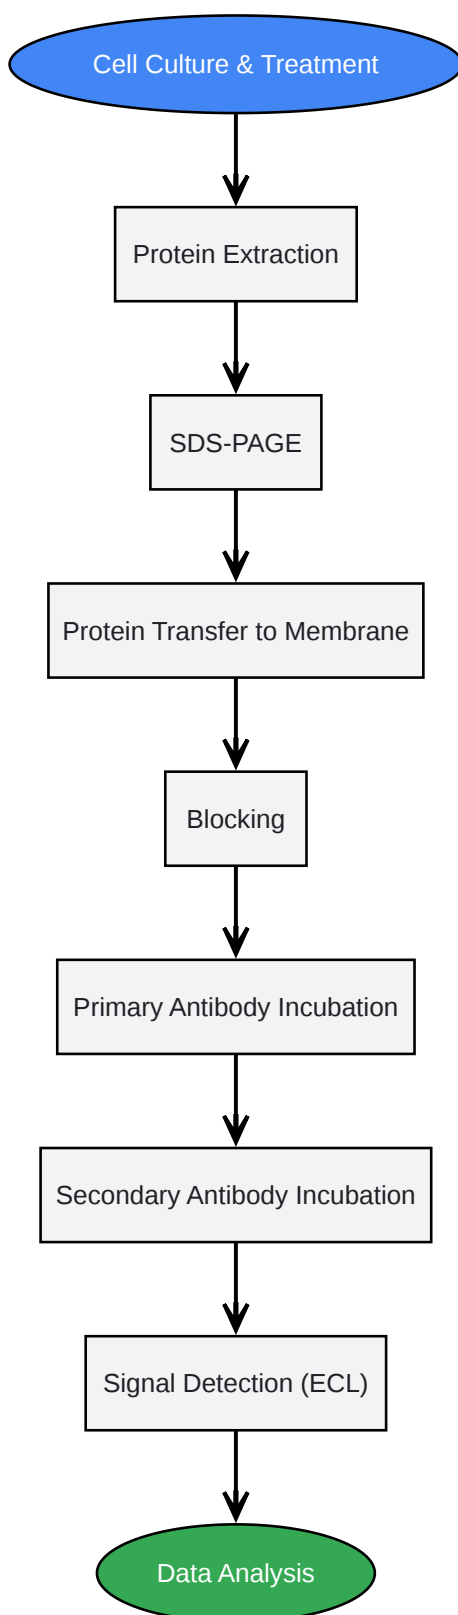 Cell Culture & Treatment
Protein Extraction
SDS-PAGE
Protein Transfer to Membrane
Blocking
Primary Antibody Incubation
Secondary Antibody Incubation
Signal Detection (ECL)
Data Analysis